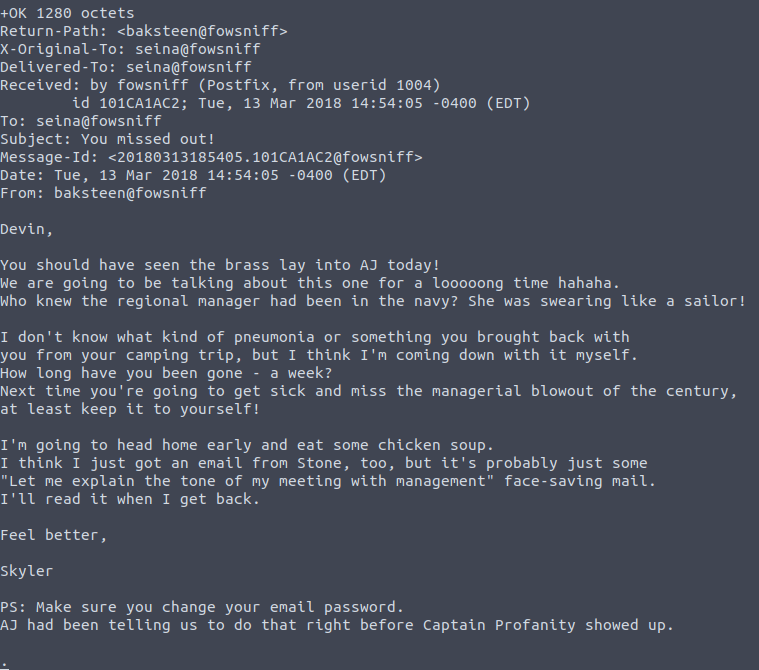 +OK 1280 octets
Return-Path: <baksteen@fowsniff>
X-Original-To: seina@fowsniff
Delivered-To: seina@fowsniff
Received: by fowsniff (Postfix, from userid 1004)
        id 101CA1AC2; Tue, 13 Mar 2018 14:54:05 -0400 (EDT)
To: seina@fowsniff
Subject: You missed out!
Message-Id: <20180313185405.101CA1AC2@fowsniff>
Date: Tue, 13 Mar 2018 14:54:05 -0400 (EDT)
From: baksteen@fowsniff

Devin,

You should have seen the brass lay into AJ today!
We are going to be talking about this one for a looooong time hahaha.
Who knew the regional manager had been in the navy? She was swearing like a sailor!

I don't know what kind of pneumonia or something you brought back with
you from your camping trip, but I think I'm coming down with it myself.
How long have you been gone - a week?
Next time you're going to get sick and miss the managerial blowout of the century,
at least keep it to yourself!

I'm going to head home early and eat some chicken soup.
I think I just got an email from Stone, too, but it's probably just some
"Let me explain the tone of my meeting with management" face-saving mail.
I'll read it when I get back.

Feel better,

Skyler

PS: Make sure you change your email password.
AJ had been telling us to do that right before Captain Profanity showed up.

.